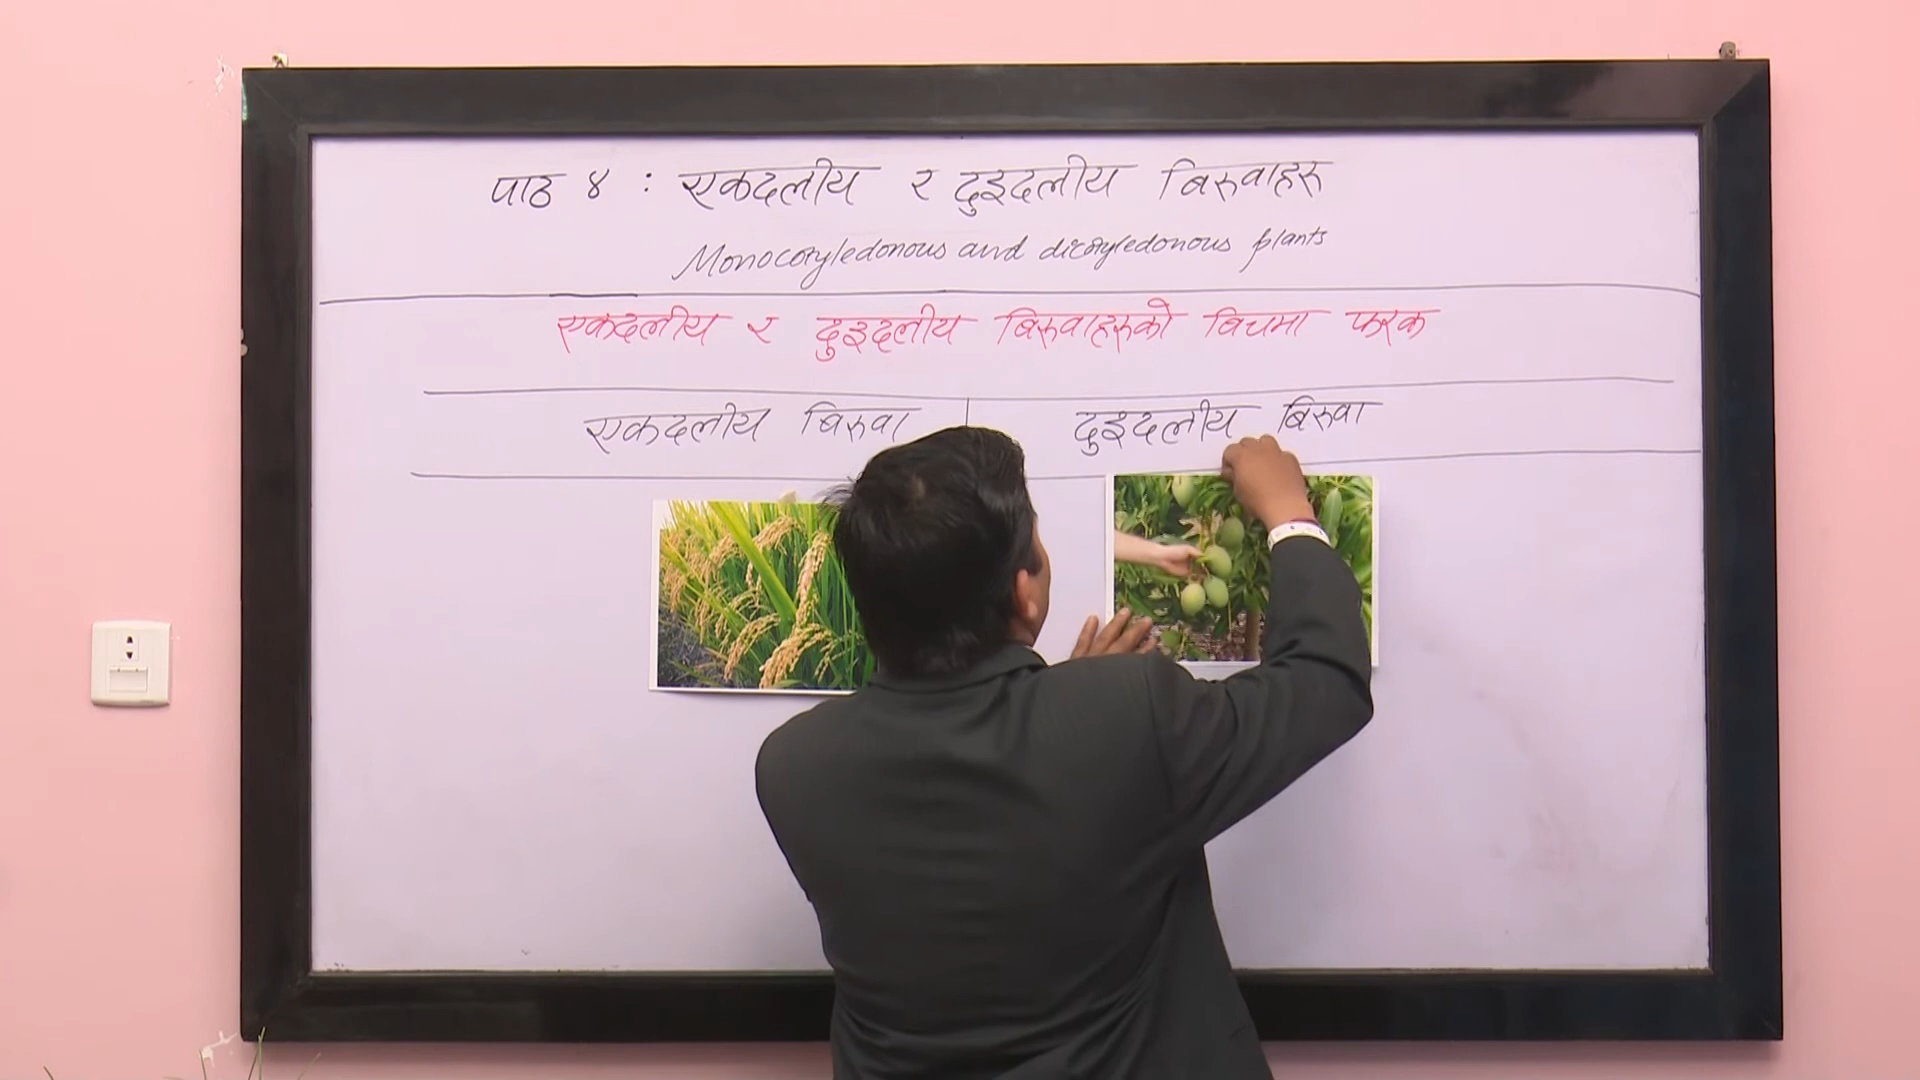 पाठ ४ : एकदलीय र दुइदलीय बिरुवाहरु
Monocotyledonous and dicotyledonous plants
एकदलीय र दुइदलीय बिरुवाहरुको बिचमा फरक
एकदलीय बिरुवा दुइदलीय बिरुवा